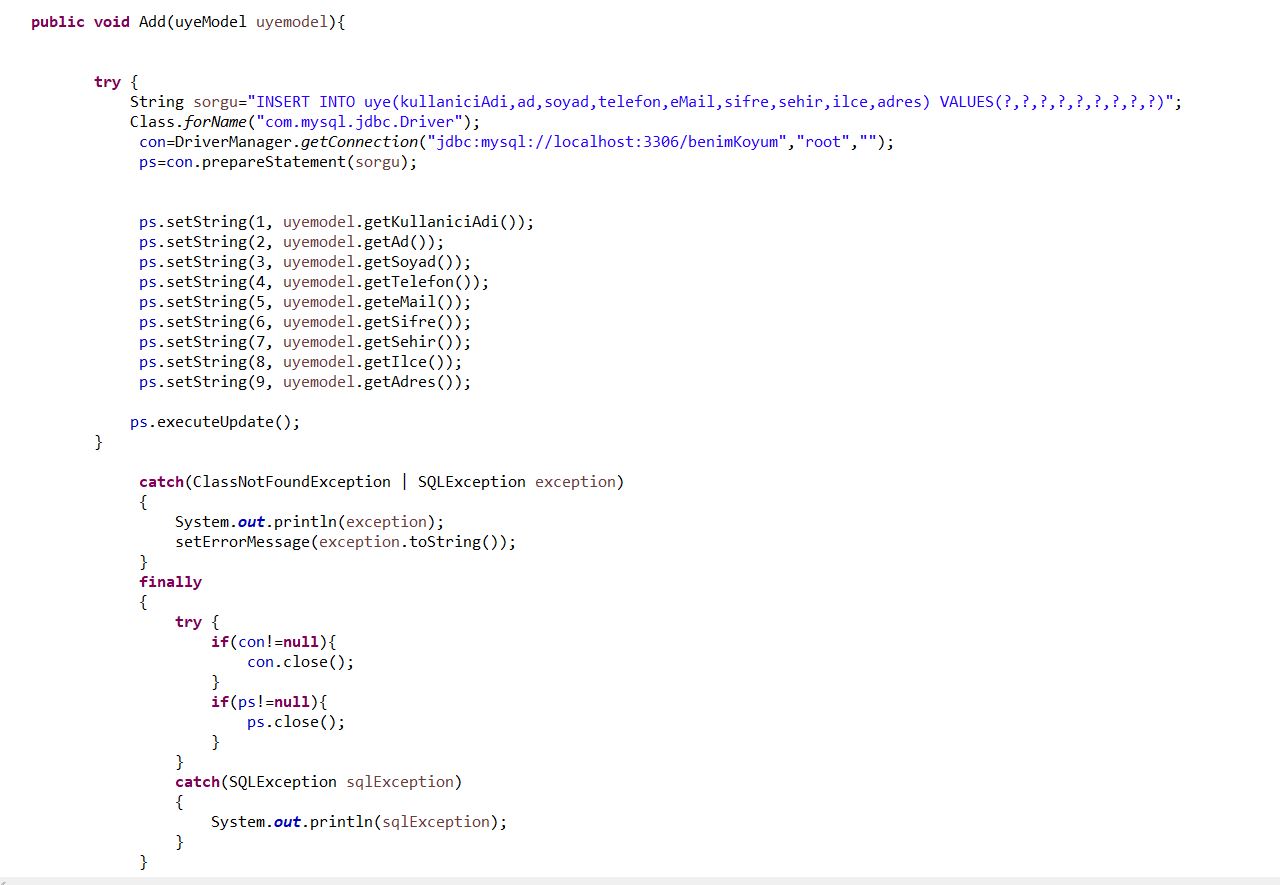 public void Add(uyeModel uyemodel){
try {
String sorgu="INSERT INTO uye(kullaniciAdi,ad,soyad,telefon,eMail,sifre,sehir,ilce,adres) VALUES(?,?,?,?,?,?,?,?,?)";
Class.forName("com.mysql.jdbc.Driver");
con=DriverManager.getConnection("jdbc:mysql://localhost:3306/benimKoyum","root","");
ps=con.prepareStatement(sorgu);
ps.setString(1, uyemodel.getKullaniciAdi());
ps.setString(2, uyemodel.getAd());
ps.setString(3, uyemodel.getSoyad());
ps.setString(4, uyemodel.getTelefon());
ps.setString(5, uyemodel.geteMail());
ps.setString(6, uyemodel.getSifre());
ps.setString(7, uyemodel.getSehir());
ps.setString(8, uyemodel.getIlce());
ps.setString(9, uyemodel.getAdres());
ps.executeUpdate();
}
catch(ClassNotFoundException | SQLException exception)
{
System.out.println(exception);
setErrorMessage(exception.toString());
}
finally
{
try {
if(con!=null){
con.close();
}
if(ps!=null){
ps.close();
}
}
catch(SQLException sqlException)
{
System.out.println(sqlException);
}
}